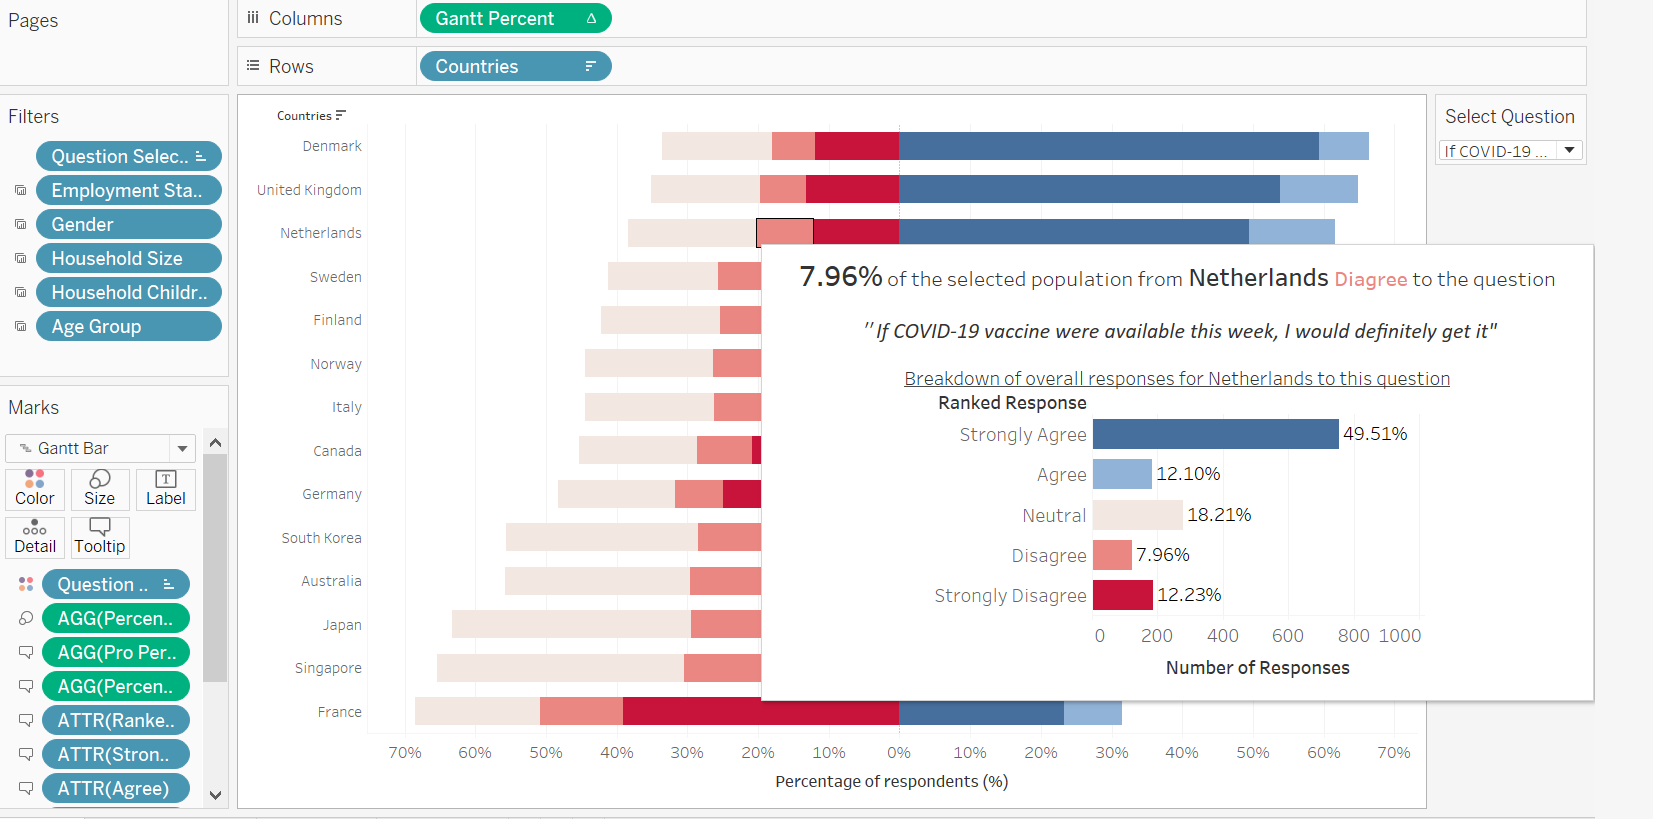 Pages
Columns
Gantt Percent
Rows
Countries
Filters
Question Selec..
Employment Sta..
Gender
Household Size
Household Childr..
Age Group
Marks
Gantt Bar
Color
Size
Label
Detail
Tooltip
Question ..
AGG(Percen..
AGG(Pro Per..
AGG(Percen..
ATTR(Ranke..
ATTR(Stron..
ATTR(Agree)
Countries
Denmark
United Kingdom
Netherlands
Sweden
Finland
Norway
Italy
Canada
Germany
South Korea
Australia
Japan
Singapore
France
70% 60% 50% 40% 30% 20% 10% 0% 10% 20% 30% 40% 50% 60% 70%
Percentage of respondents (%)
7.96% of the selected population from Netherlands Diagree to the question
"If COVID-19 vaccine were available this week, I would definitely get it"
Breakdown of overall responses for Netherlands to this question
Ranked Response
Strongly Agree 49.51%
Agree 12.10%
Neutral 18.21%
Disagree 7.96%
Strongly Disagree 12.23%
0 200 400 600 800 1000
Number of Responses
Select Question
If COVID-19 ...